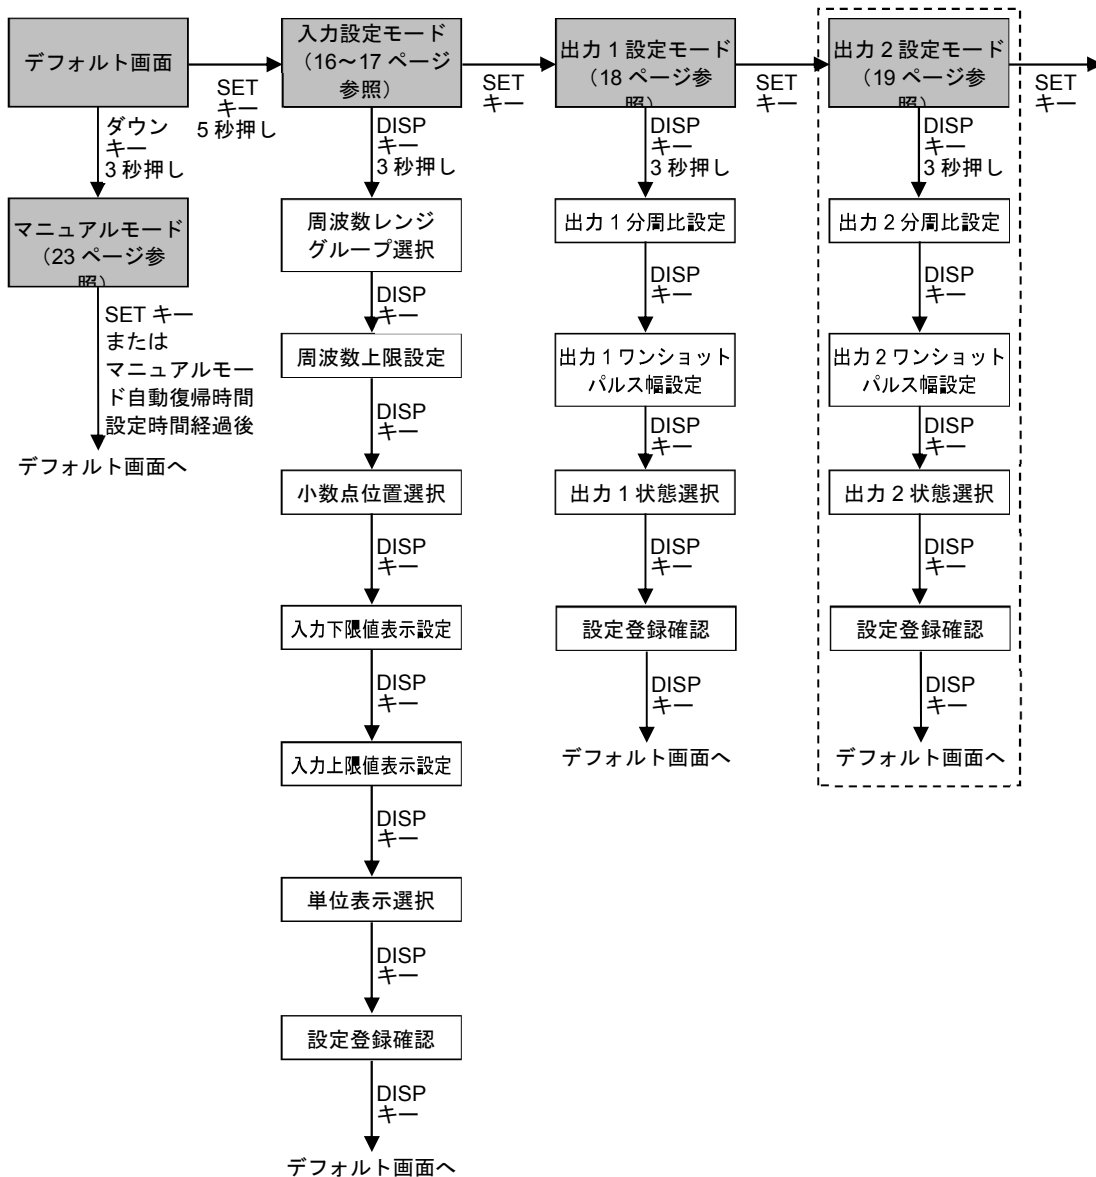 デフォルト画面
SET
キー
5 秒押し
入力設定モード
（16～17 ページ
参照）
SET
キー
出力 1 設定モード
（18 ページ参
照）
SET
キー
出力 2 設定モード
（19 ページ参
照）
SET
キー
ダウン
キー
3 秒押し
マニュアルモード
（23 ページ参
照）
SET キー
または
マニュアルモー
ド自動復帰時間
設定時間経過後
デフォルト画面へ
DISP
キー
3 秒押し
周波数レンジ
グループ選択
DISP
キー
周波数上限設定
DISP
キー
小数点位置選択
DISP
キー
入力下限値表示設定
DISP
キー
入力上限値表示設定
DISP
キー
単位表示選択
DISP
キー
設定登録確認
DISP
キー
デフォルト画面へ
DISP
キー
3 秒押し
出力 1 分周比設定
DISP
キー
出力 1 ワンショット
パルス幅設定
DISP
キー
出力 1 状態選択
DISP
キー
設定登録確認
DISP
キー
デフォルト画面へ
DISP
キー
3 秒押し
出力 2 分周比設定
DISP
キー
出力 2 ワンショット
パルス幅設定
DISP
キー
出力 2 状態選択
DISP
キー
設定登録確認
DISP
キー
デフォルト画面へ